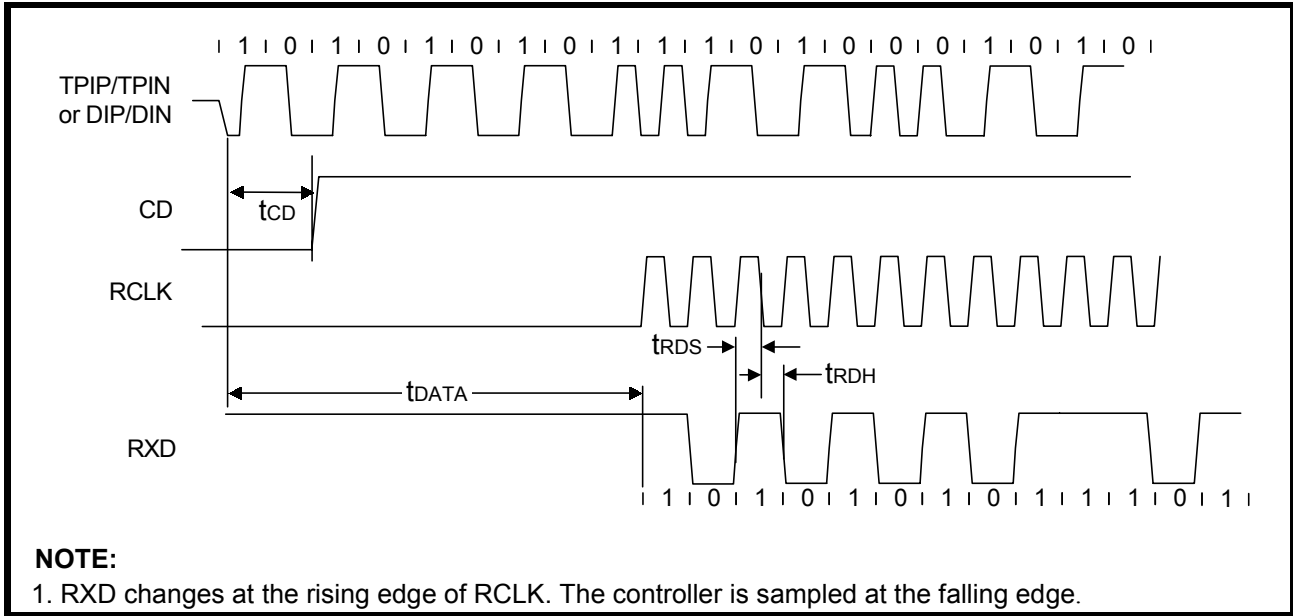 1 0 1 0 1 0 1 0 1 1 1 0 1 0 0 0 1 0 1 0
TPIP/TPIN
or DIP/DIN
CD
tCD
RCLK
tRDS
tRDH
tDATA
RXD
1 0 1 0 1 0 1 0 1 1 1 0 1
NOTE:
1. RXD changes at the rising edge of RCLK. The controller is sampled at the falling edge.